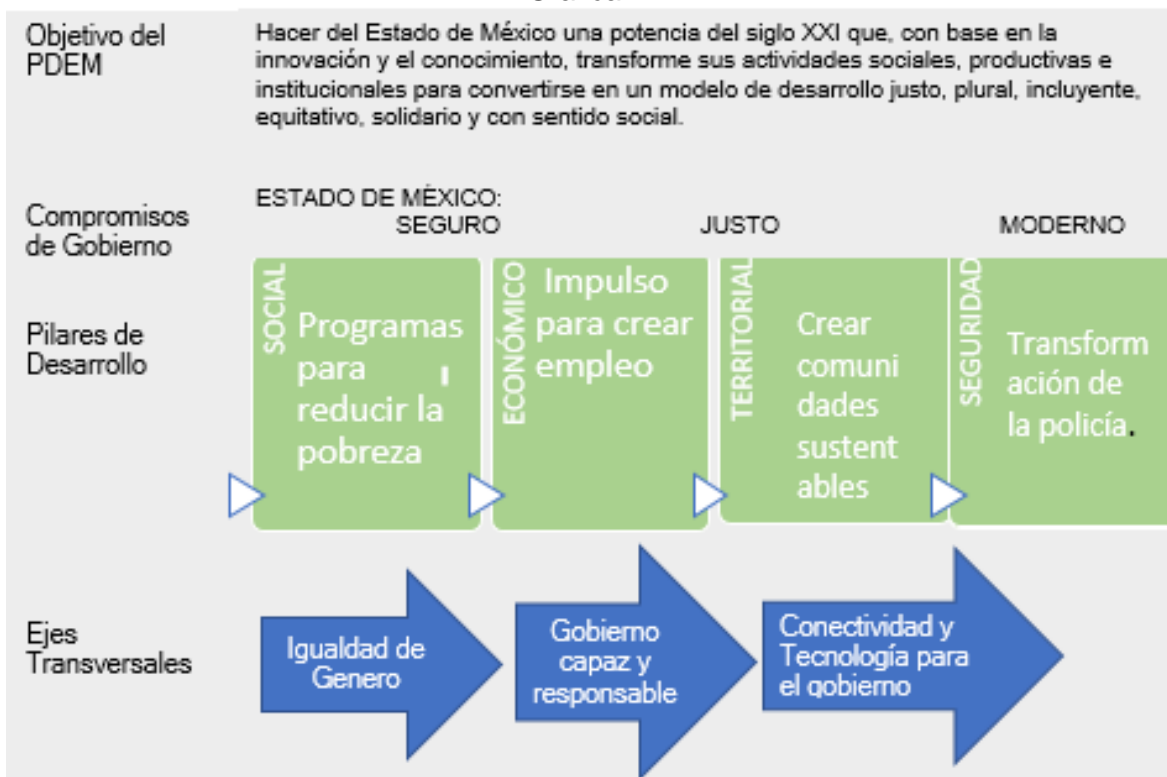 Objetivo del
PDEM
Hacer del Estado de México una potencia del siglo XXI que, con base en la
innovación y el conocimiento, transforme sus actividades sociales, productivas e
institucionales para convertirse en un modelo de desarrollo justo, plural, incluyente,
equitativo, solidario y con sentido social.
Compromisos
de Gobierno
ESTADO DE MÉXICO:
SEGURO JUSTO MODERNO
Pilares de
Desarrollo
SOCIAL
Programas
para
reducir la
pobreza
ECONÓMICO
Impulso
para crear
empleo
TERRITORIAL
Crear
comuni
dades
sustent
ables
SEGURIDAD
Transform
ación de
la policía.
Ejes
Transversales
Igualdad de
Genero
Gobierno
capaz y
responsable
Conectividad y
Tecnología para
el gobierno